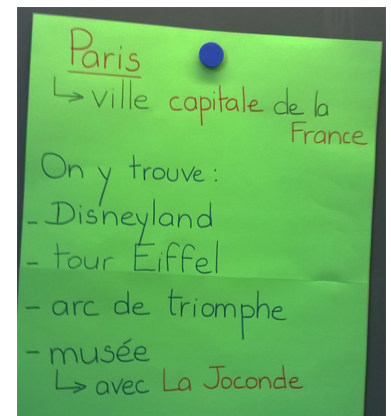 Paris
↳ ville capitale de la
France
On y trouve :
- Disneyland
- tour Eiffel
- arc de triomphe
- musée
↳ avec La Joconde